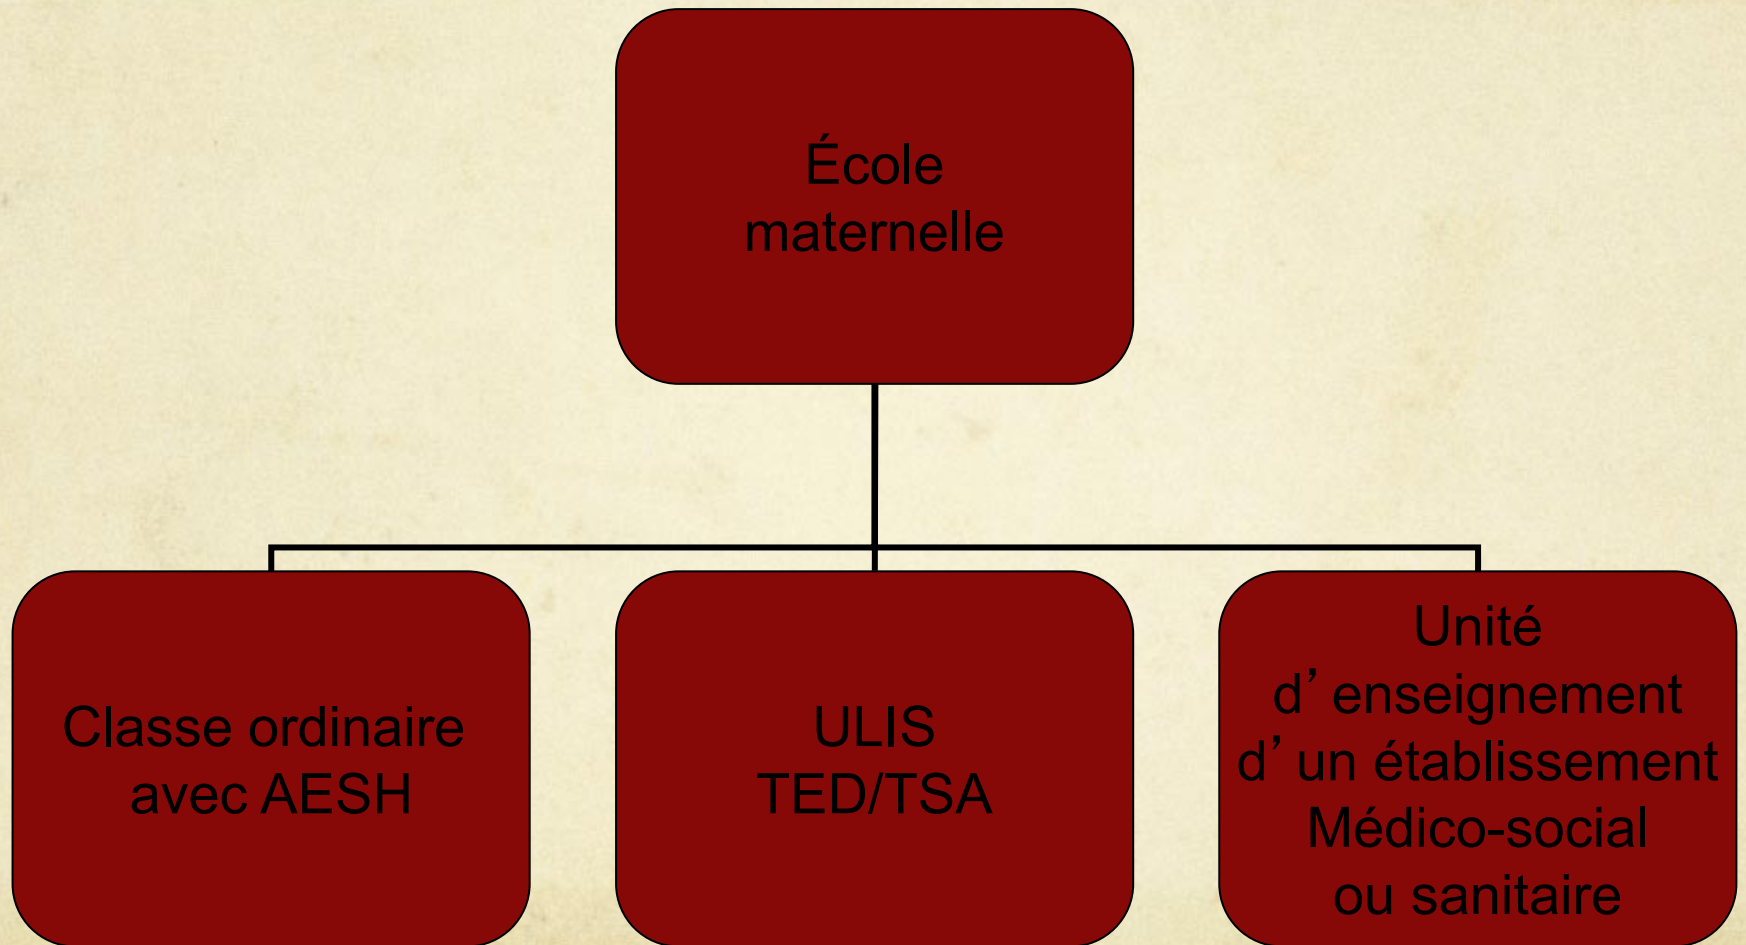 École
maternelle
Classe ordinaire
avec AESH
ULIS
TED/TSA
Unité
d’ enseignement
d’ un établissement
Médico-social
ou sanitaire